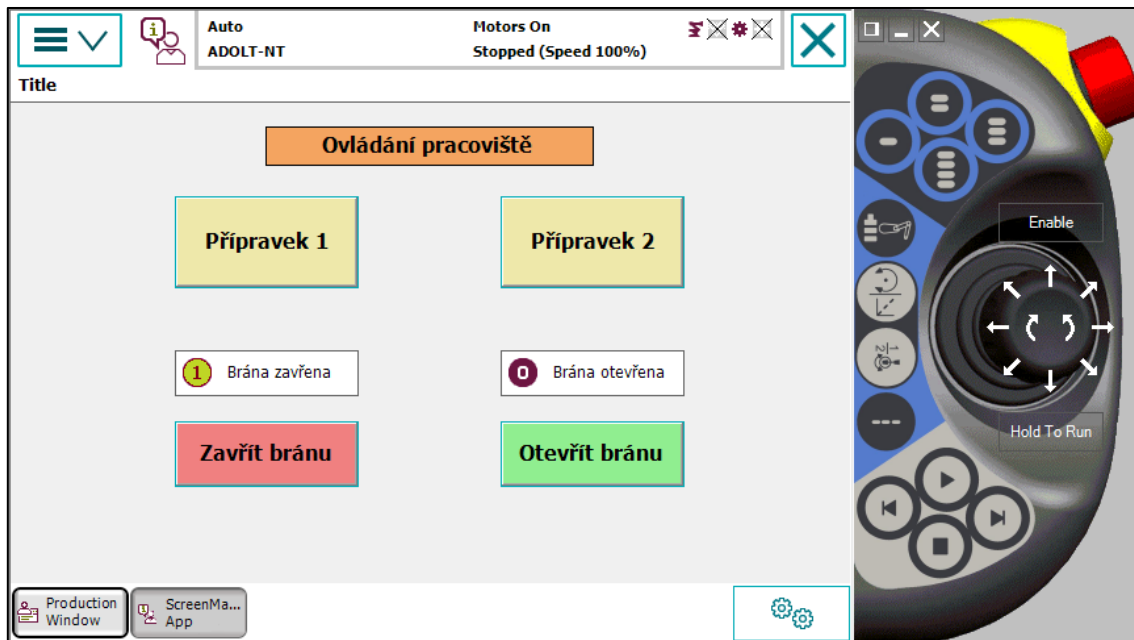 Auto
Motors On
ADOLT-NT
Stopped (Speed 100%)
Title
Ovládání pracoviště
Přípravek 1
Přípravek 2
1 Brána zavřena
0 Brána otevřena
Zavřít bránu
Otevřít bránu
Production
Window
ScreenMa...
App
Enable
Hold To Run